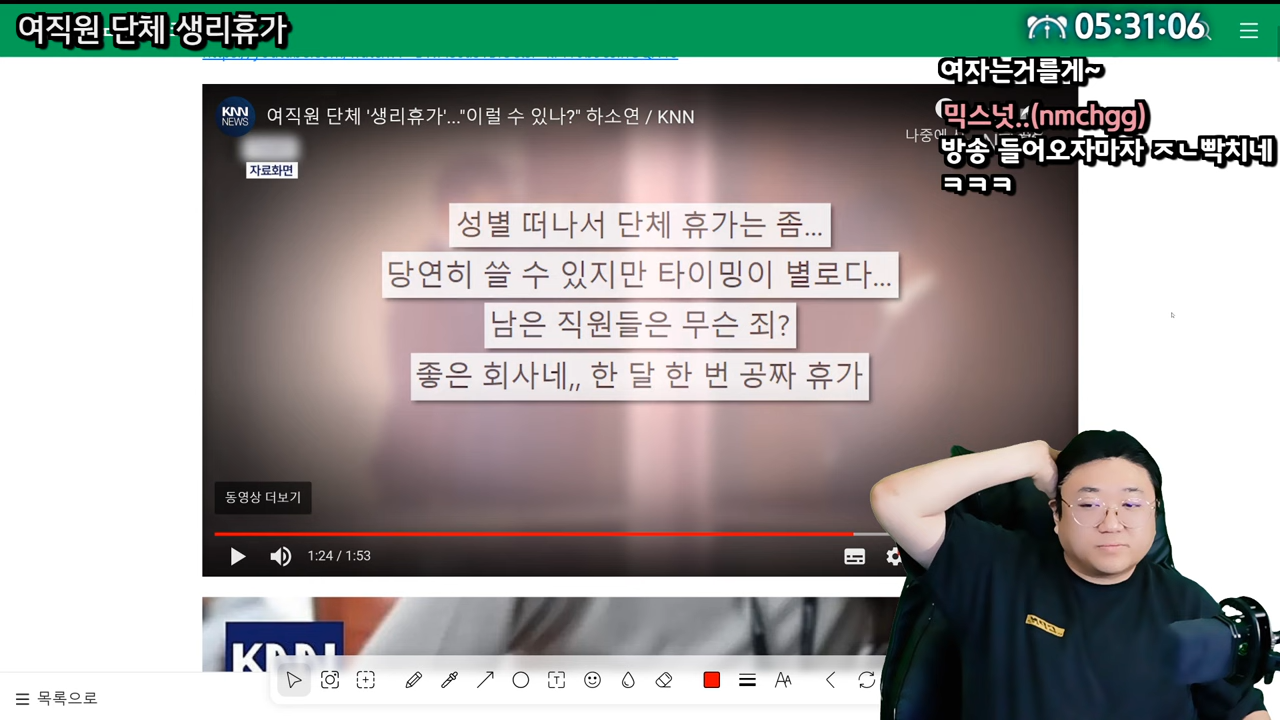 여직원 단체 생리휴가
05:31:06
여자는거를게~
믹스넛..(nmchgg)
방송 들어오자마자 ㅈㄴ빡치네
ㅋㅋㅋ
KNN
NEWS
여직원 단체 '생리휴가'..."이럴 수 있나?" 하소연 / KNN
나중에
자료화면
성별 떠나서 단체 휴가는 좀...
당연히 쓸 수 있지만 타이밍이 별로다...
남은 직원들은 무슨 죄?
좋은 회사네,, 한 달 한 번 공짜 휴가
동영상 더보기
1:24 / 1:53
KNN
목록으로